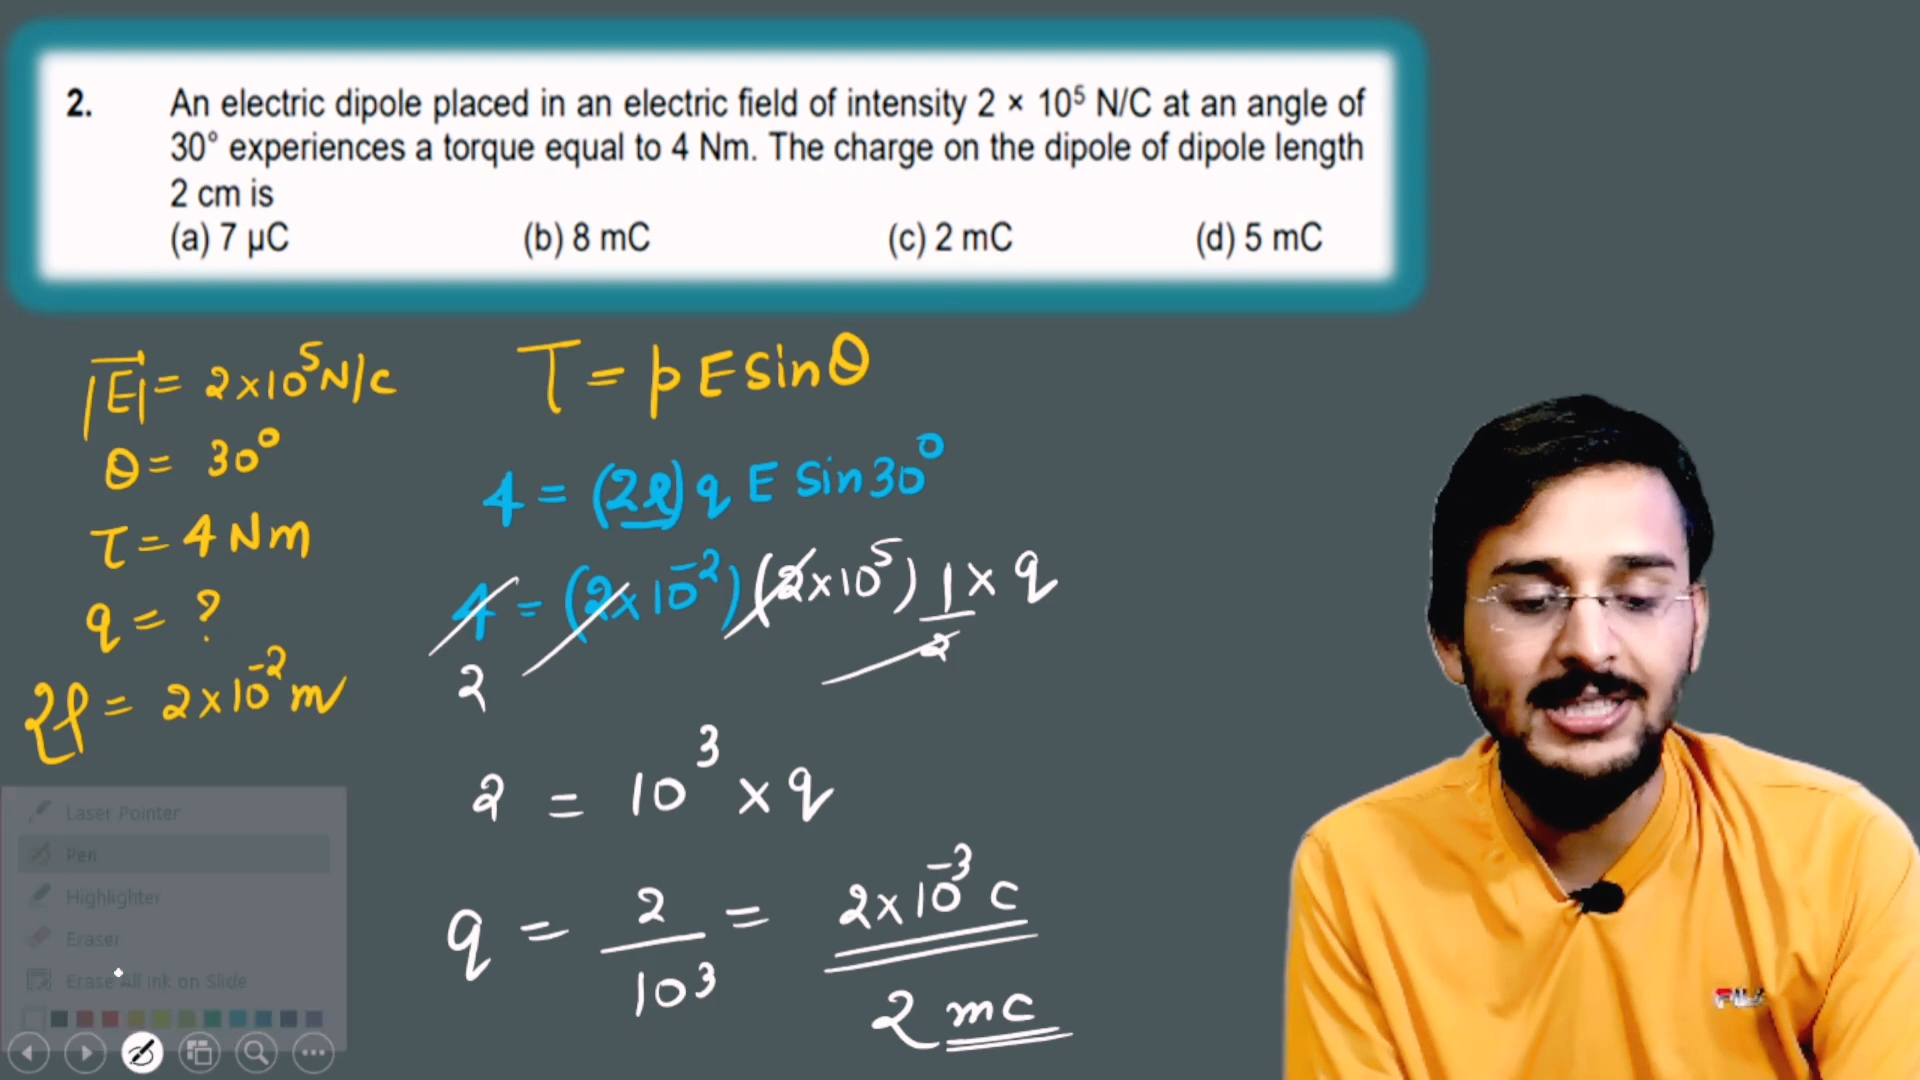 2. An electric dipole placed in an electric field of intensity 2 × 10⁵ N/C at an angle of
30° experiences a torque equal to 4 Nm. The charge on the dipole of dipole length
2 cm is
(a) 7 µC (b) 8 mC (c) 2 mC (d) 5 mC
|E⃗| = 2×10⁵ N/C
θ = 30°
τ = 4 Nm
q = ?
2l = 2×10⁻² m
τ = pE sinθ
4 = (2l) q E Sin30°
4 = (2×10⁻²) (2×10⁵) 1/2 × q
2
2 = 10³ × q
q = 2/10³ = 2×10⁻³ C
2 mC
Laser Pointer
Pen
Highlighter
Eraser
Erase All Ink on Slide
FILA